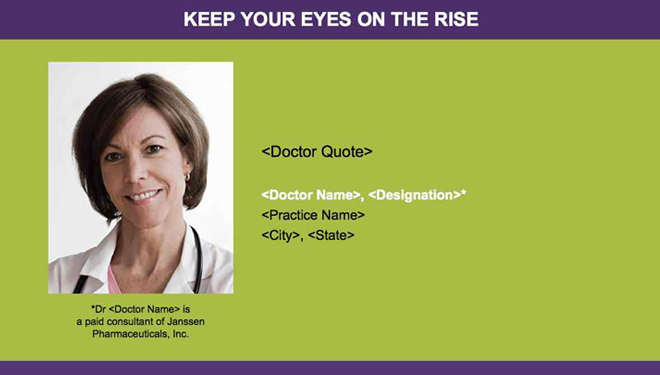 KEEP YOUR EYES ON THE RISE
<Doctor Quote>
<Doctor Name>, <Designation>*
<Practice Name>
<City>, <State>
*Dr <Doctor Name> is
a paid consultant of Janssen
Pharmaceuticals, Inc.